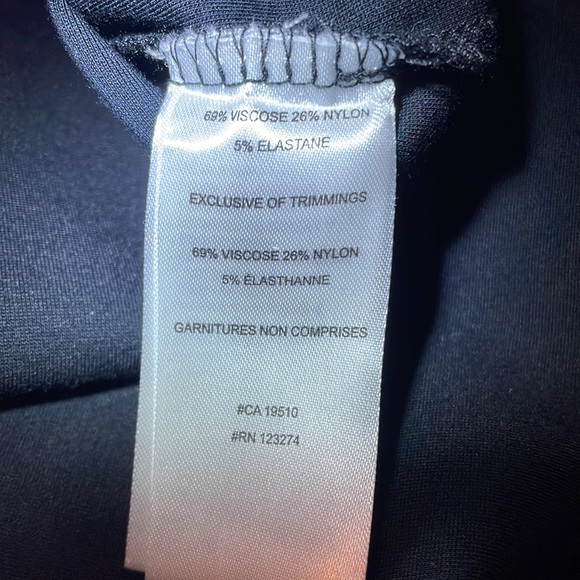 69% VISCOSE 26% NYLON
5% ELASTANE
EXCLUSIVE OF TRIMMINGS
69% VISCOSE 26% NYLON
5% ÉLASTHANNE
GARNITURES NON COMPRISES
#CA 19510
#RN 123274